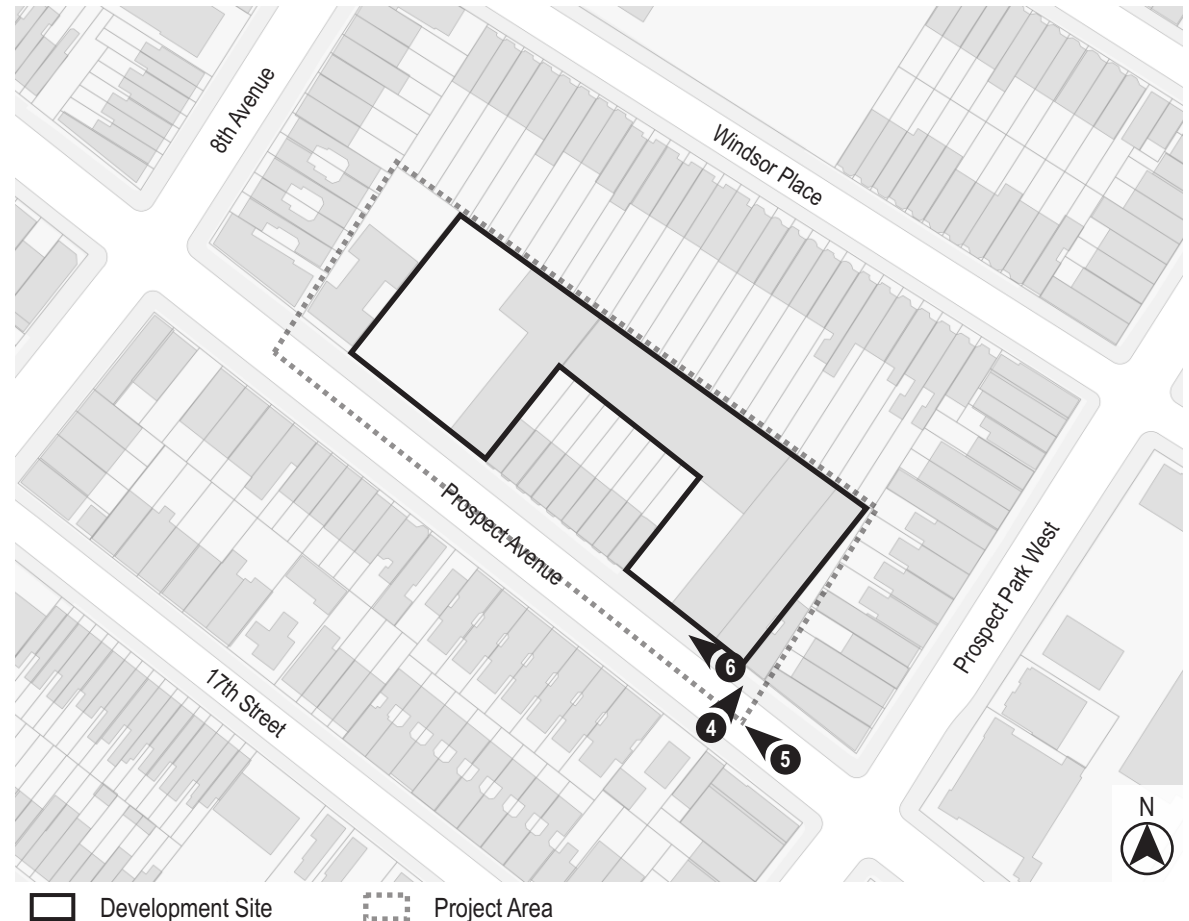 8th Avenue
Windsor Place
Prospect Avenue
Prospect Park West
17th Street
6
4
5
N
Development Site
Project Area